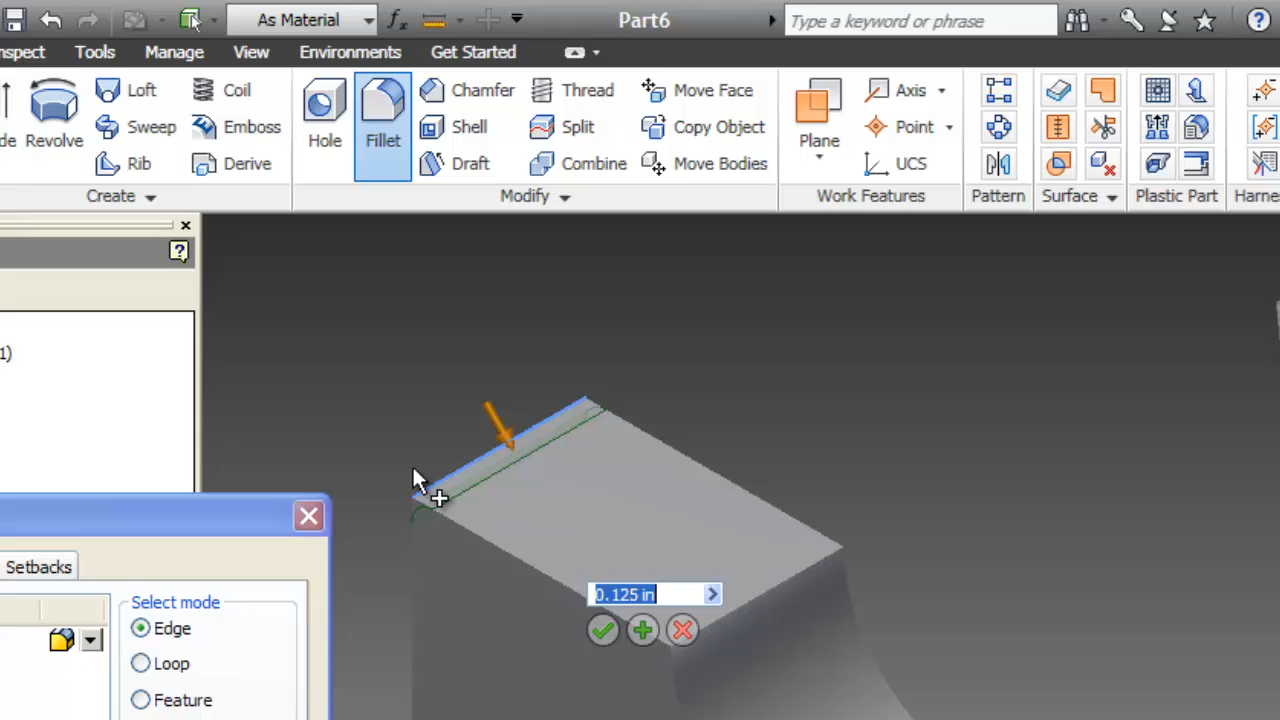 As Material
Part6
Type a keyword or phrase
nspect
Tools
Manage
View
Environments
Get Started
de
Revolve
Loft
Sweep
Rib
Coil
Emboss
Derive
Create
Hole
Fillet
Chamfer
Shell
Draft
Thread
Split
Combine
Move Face
Copy Object
Move Bodies
Modify
Plane
Axis
Point
UCS
Work Features
Pattern
Surface
Plastic Part
Harne
1)
Setbacks
Select mode
Edge
Loop
Feature
0.125 in